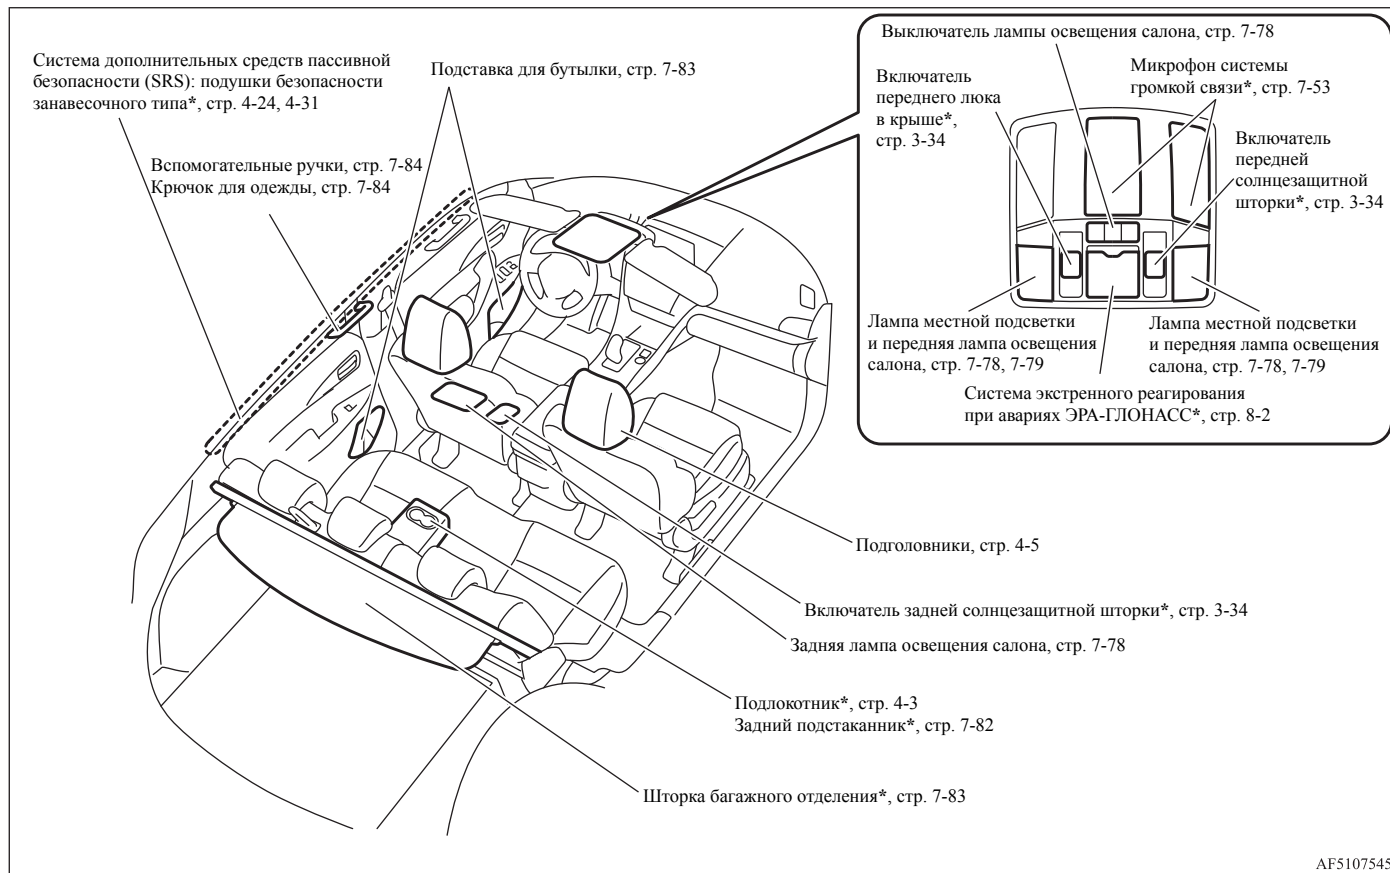 Система дополнительных средств пассивной
безопасности (SRS): подушки безопасности
занавесочного типа*, стр. 4-24, 4-31
Подставка для бутылки, стр. 7-83
Вспомогательные ручки, стр. 7-84
Крючок для одежды, стр. 7-84
Выключатель лампы освещения салона, стр. 7-78
Включатель
переднего люка
в крыше*,
стр. 3-34
Микрофон системы
громкой связи*, стр. 7-53
Включатель
передней
солнцезащитной
шторки*, стр. 3-34
Лампа местной подсветки
и передняя лампа освещения
салона, стр. 7-78, 7-79
Лампа местной подсветки
и передняя лампа освещения
салона, стр. 7-78, 7-79
Система экстренного реагирования
при авариях ЭРА-ГЛОНАСС*, стр. 8-2
Подголовники, стр. 4-5
Включатель задней солнцезащитной шторки*, стр. 3-34
Задняя лампа освещения салона, стр. 7-78
Подлокотник*, стр. 4-3
Задний подстаканник*, стр. 7-82
Шторка багажного отделения*, стр. 7-83
AF5107545